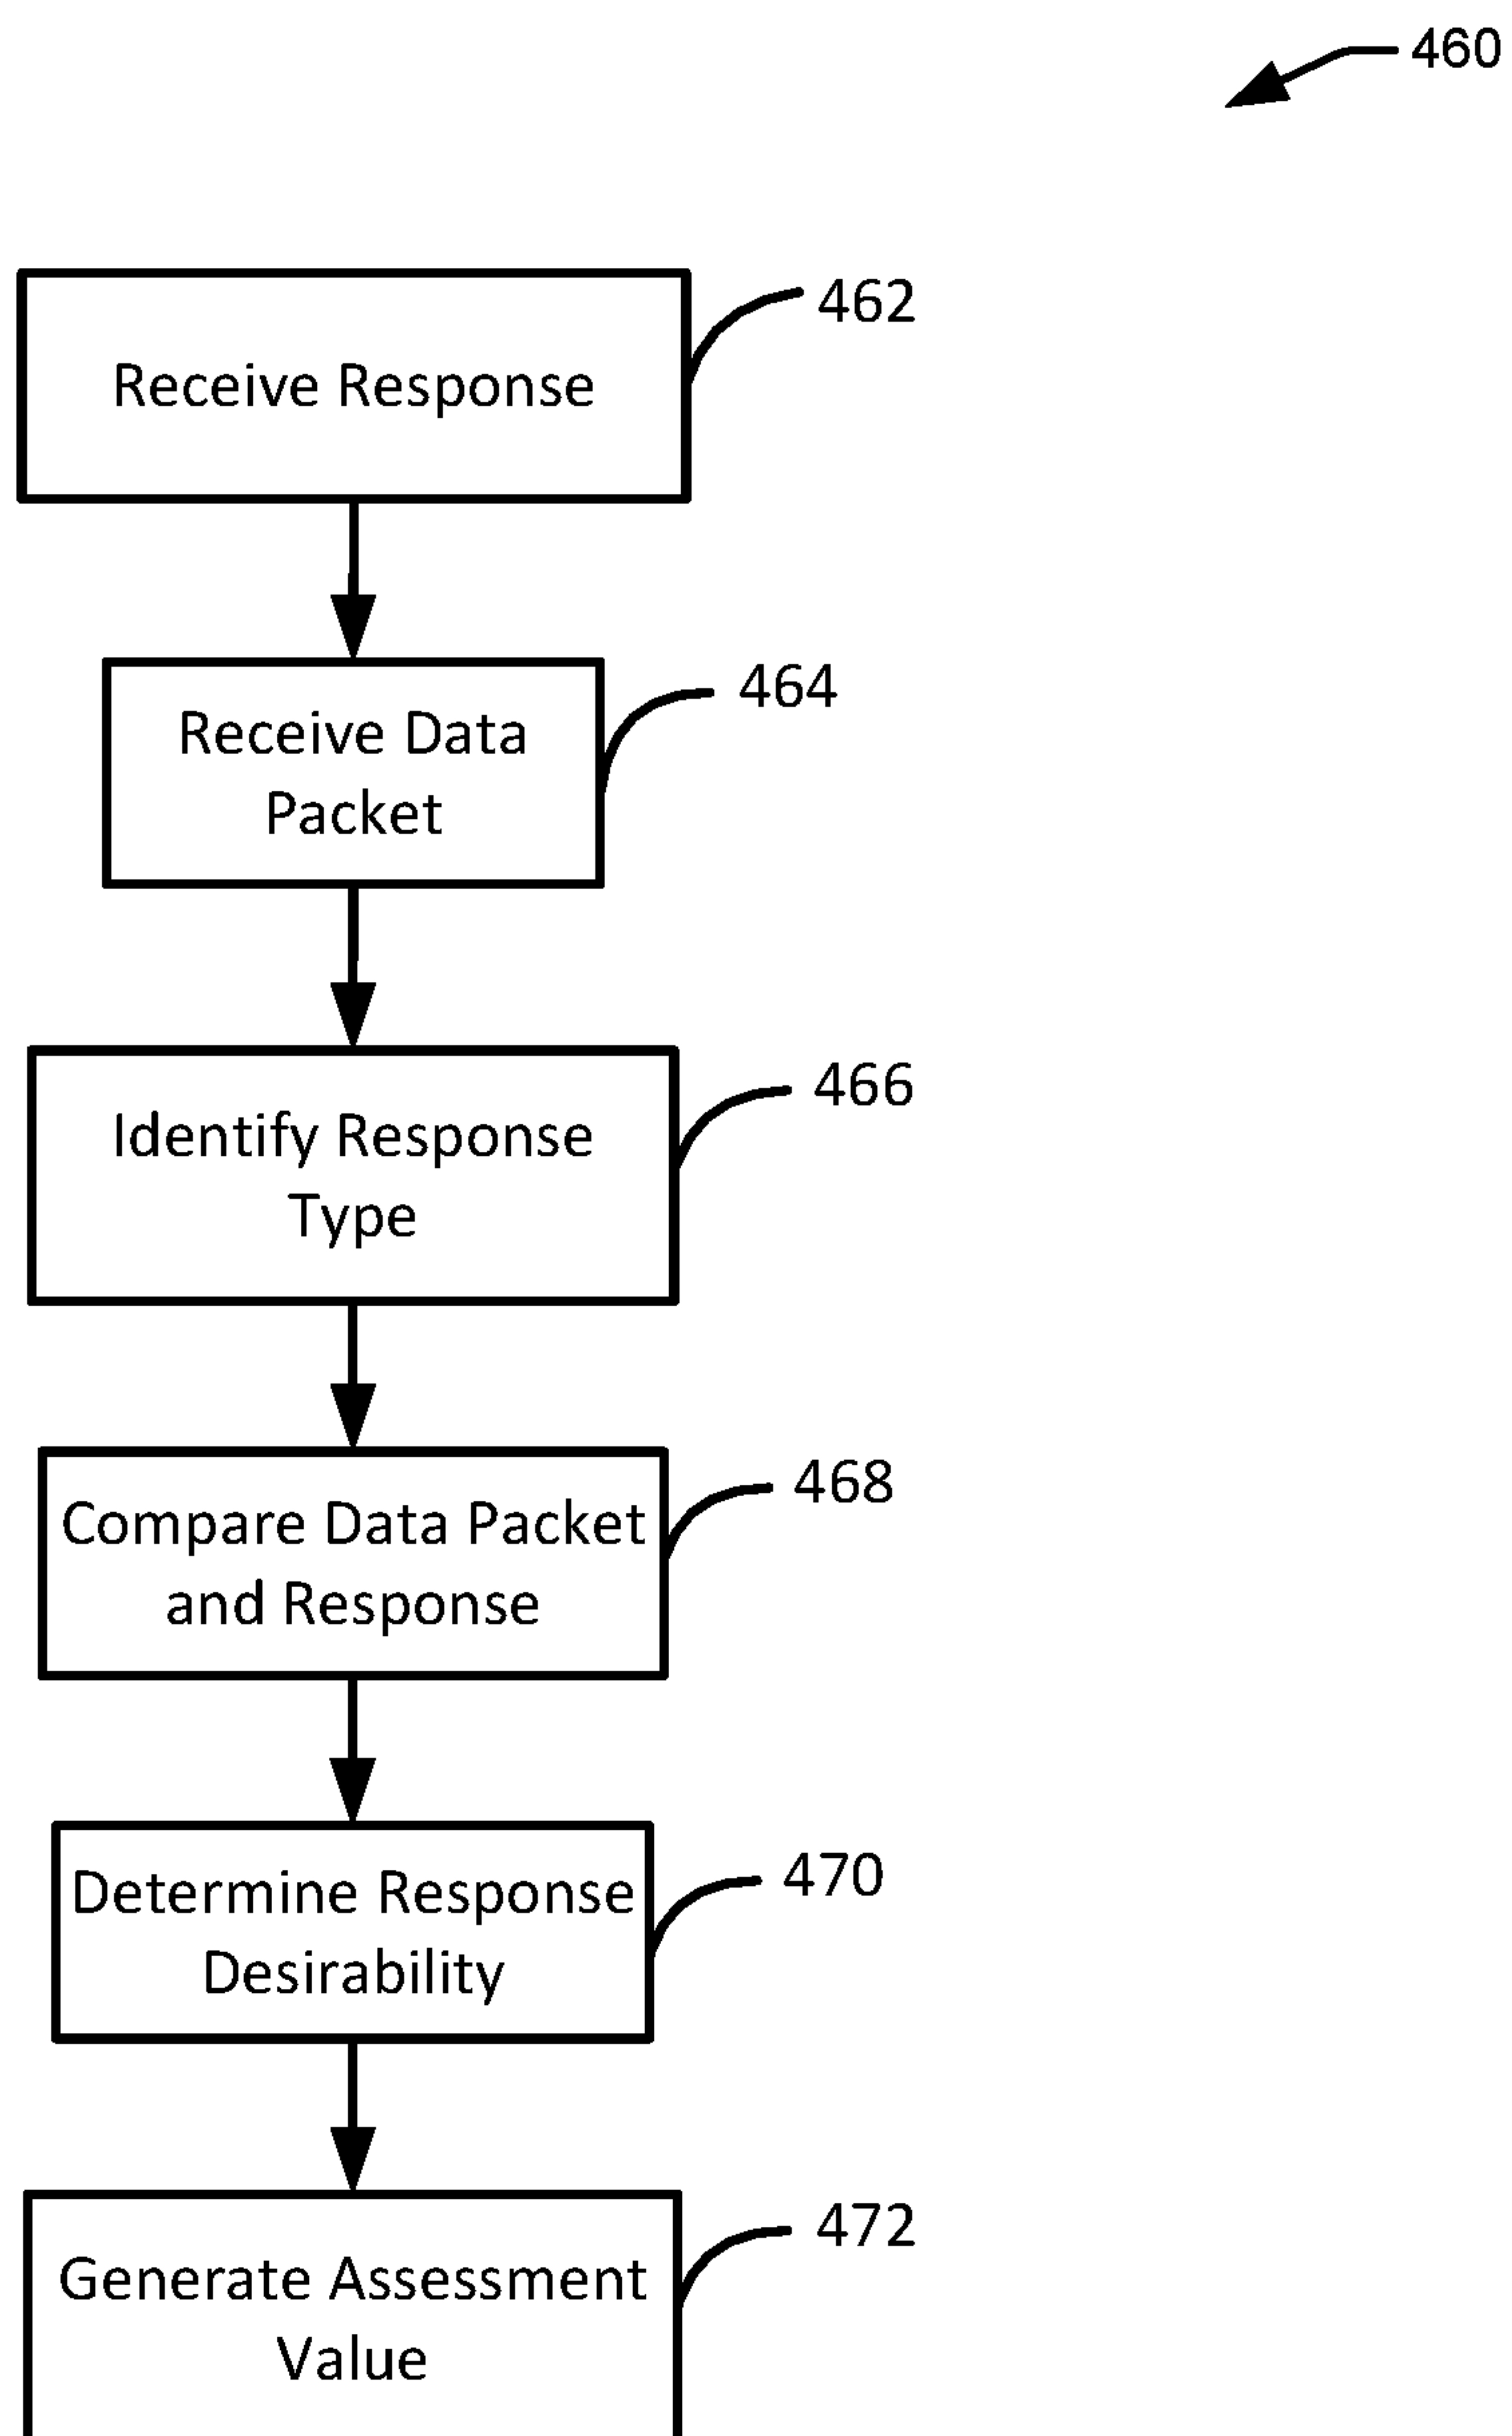 460
Receive Response
462
Receive Data
Packet
464
Identify Response
Type
466
Compare Data Packet
and Response
468
Determine Response
Desirability
470
Generate Assessment
Value
472